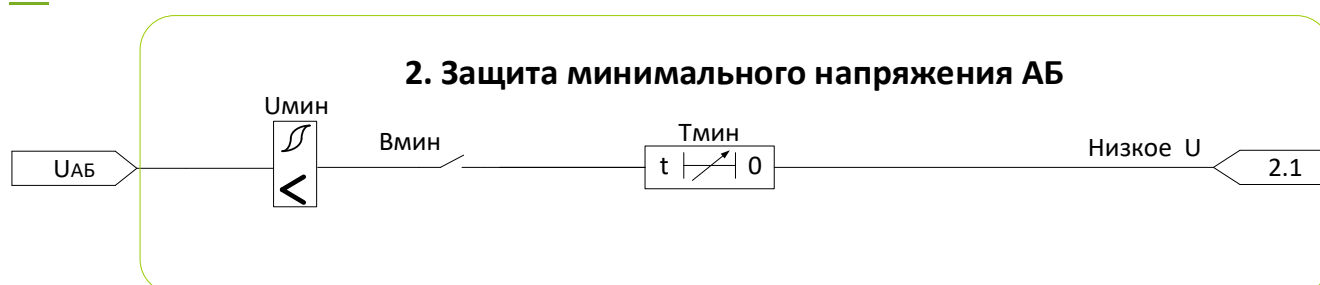 2. Защита минимального напряжения АБ
Uмин
Вмин
Тмин
Низкое U
UАБ
<
t 0
2.1